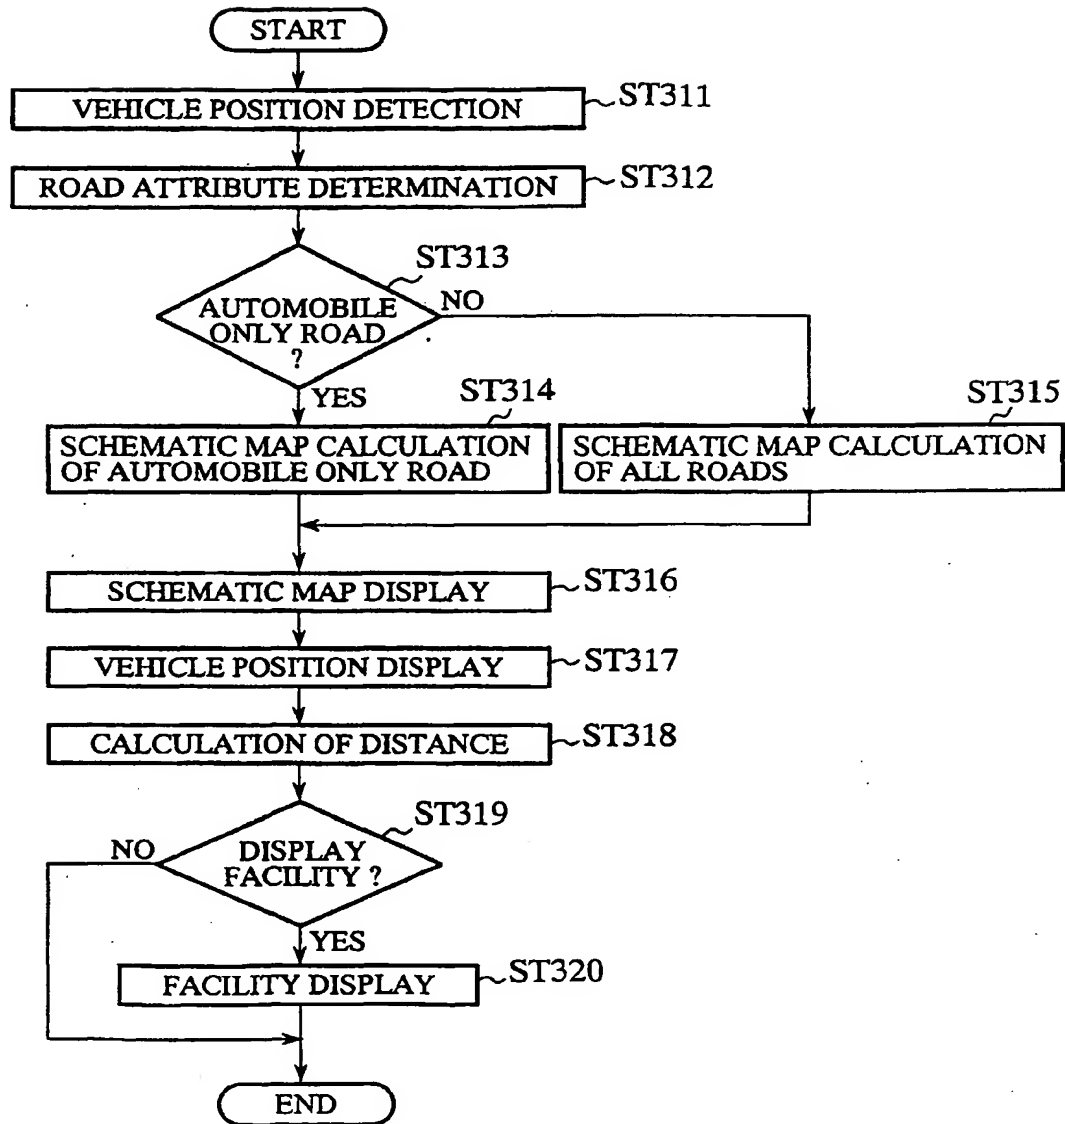 START
VEHICLE POSITION DETECTION
ST311
ROAD ATTRIBUTE DETERMINATION
ST312
ST313
AUTOMOBILE
ONLY ROAD
?
NO
YES
ST314
ST315
SCHEMATIC MAP CALCULATION
OF AUTOMOBILE ONLY ROAD
SCHEMATIC MAP CALCULATION
OF ALL ROADS
SCHEMATIC MAP DISPLAY
ST316
VEHICLE POSITION DISPLAY
ST317
CALCULATION OF DISTANCE
ST318
ST319
NO
DISPLAY
FACILITY ?
YES
FACILITY DISPLAY
ST320
END